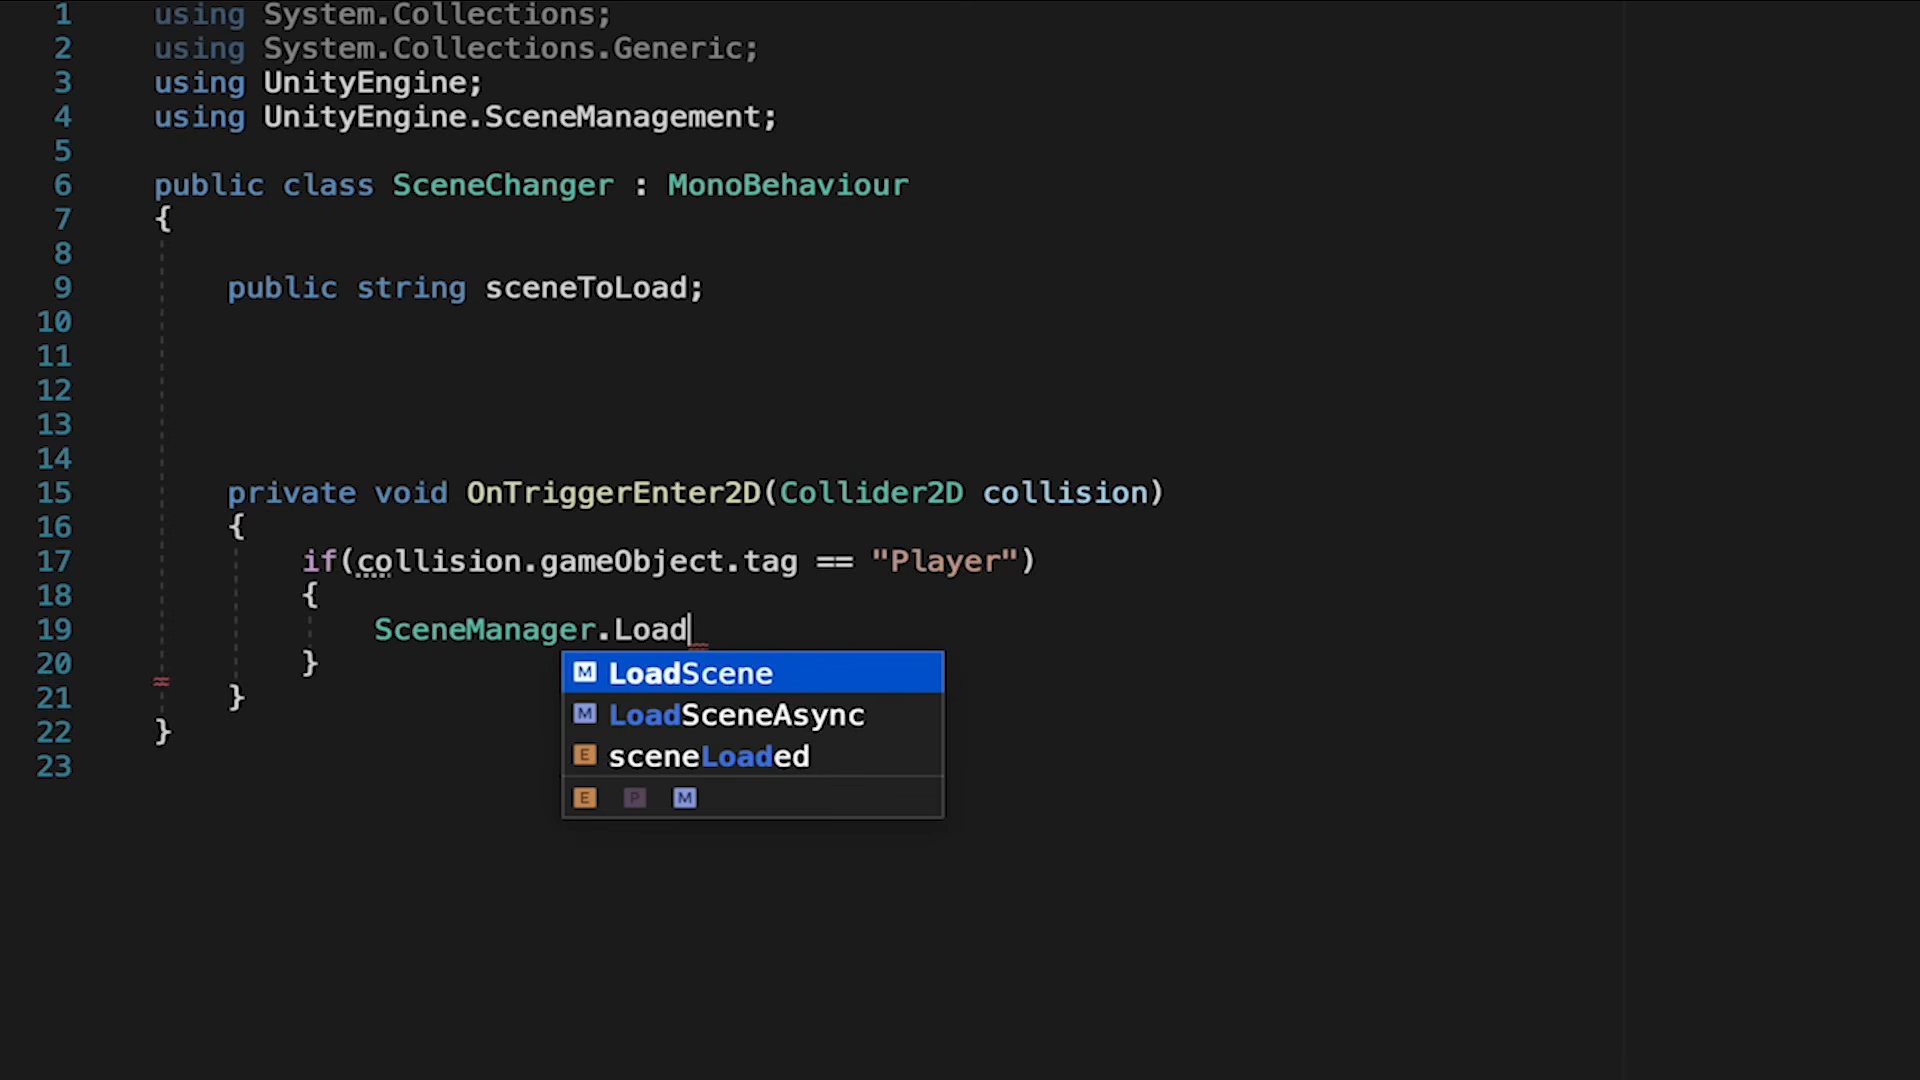 1 using System.Collections;
2 using System.Collections.Generic;
3 using UnityEngine;
4 using UnityEngine.SceneManagement;
5
6 public class SceneChanger : MonoBehaviour
7 {
8
9 public string sceneToLoad;
10
11
12
13
14
15 private void OnTriggerEnter2D(Collider2D collision)
16 {
17 if(collision.gameObject.tag == "Player")
18 {
19 SceneManager.Load
20 }
21 }
22 }
23
M LoadScene
M LoadSceneAsync
E sceneLoaded
E P M